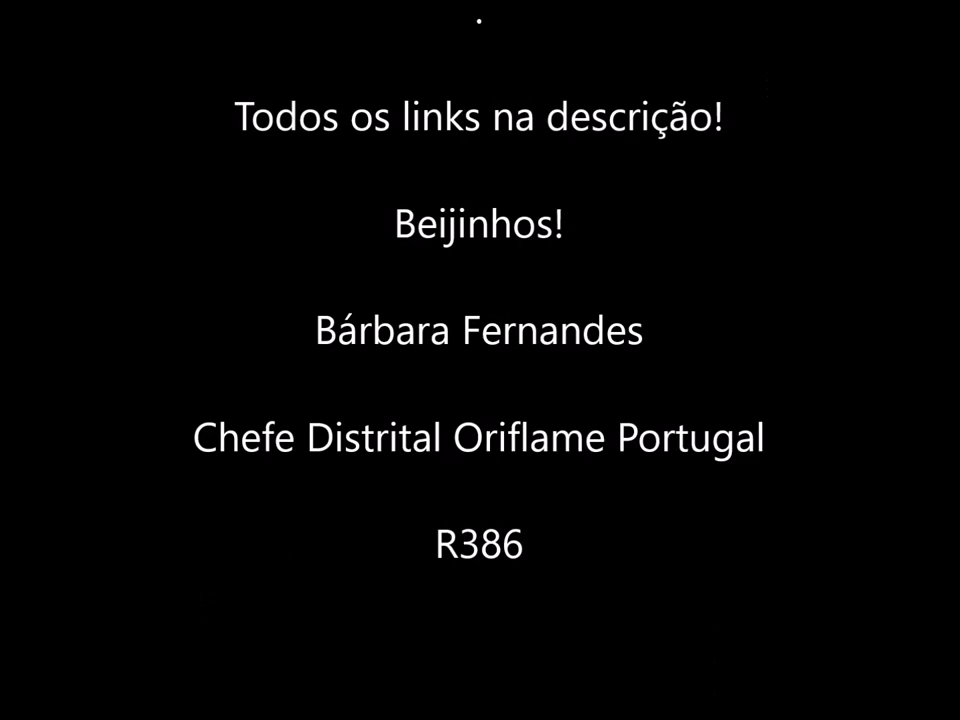 .
Todos os links na descrição!
Beijinhos!
Bárbara Fernandes
Chefe Distrital Oriflame Portugal
R386